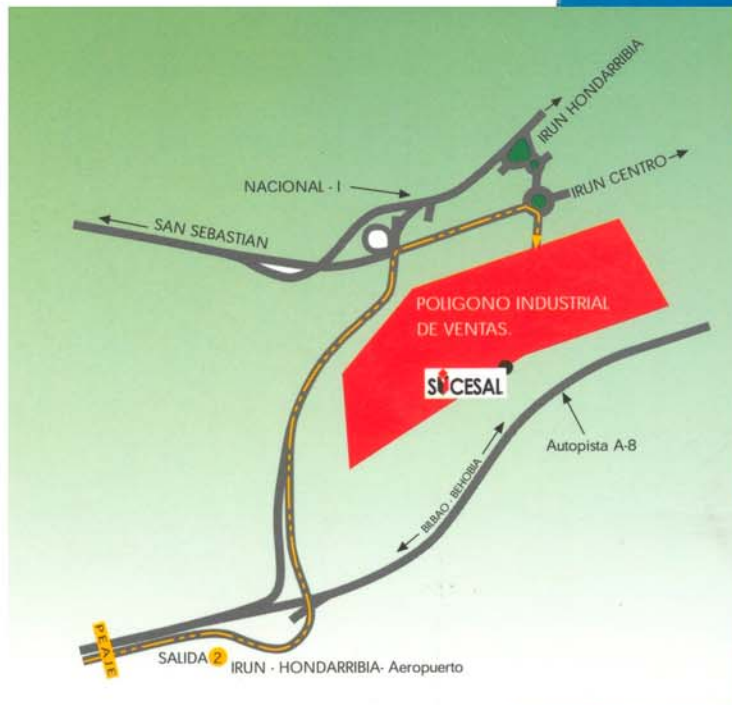 IRUN HONDARRIBIA
NACIONAL - I
IRUN CENTRO
SAN SEBASTIAN
POLIGONO INDUSTRIAL
DE VENTAS.
SUCESAL
Autopista A-8
BILBAO - BEHOBIA
PEAJE
SALIDA 2 IRUN - HONDARRIBIA- Aeropuerto